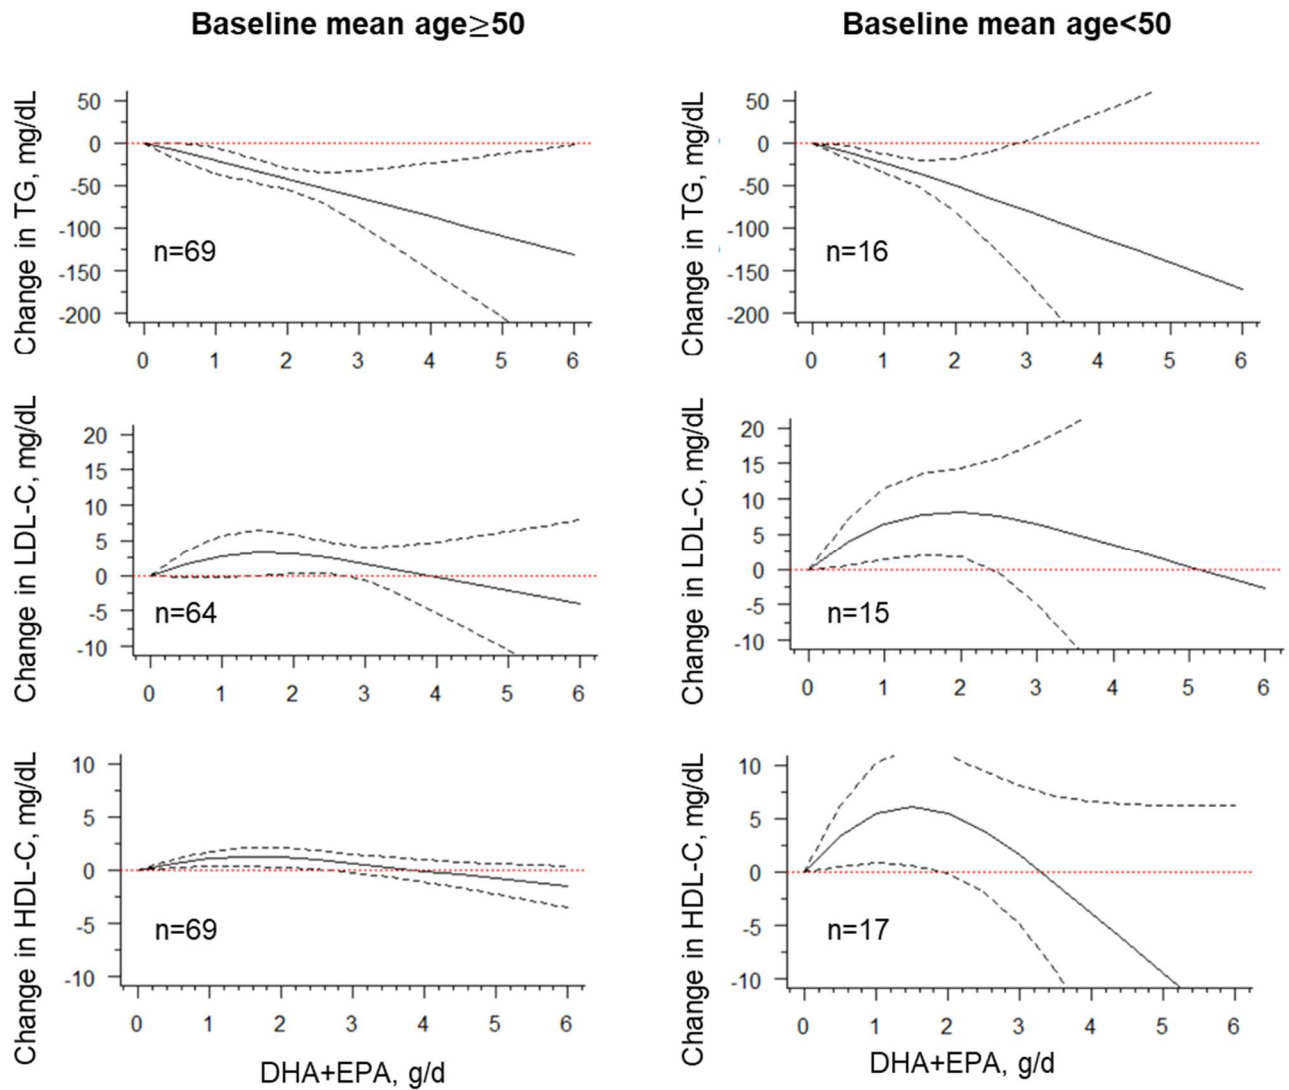 Baseline mean age≥50
Baseline mean age<50
Change in TG, mg/dL
50
0
-50
-100
-150
-200
n=69
0 1 2 3 4 5 6
Change in TG, mg/dL
50
0
-50
-100
-150
-200
n=16
0 1 2 3 4 5 6
Change in LDL-C, mg/dL
20
15
10
5
0
-5
-10
n=64
0 1 2 3 4 5 6
Change in LDL-C, mg/dL
20
15
10
5
0
-5
-10
n=15
0 1 2 3 4 5 6
Change in HDL-C, mg/dL
10
5
0
-5
-10
n=69
0 1 2 3 4 5 6
DHA+EPA, g/d
Change in HDL-C, mg/dL
10
5
0
-5
-10
n=17
0 1 2 3 4 5 6
DHA+EPA, g/d